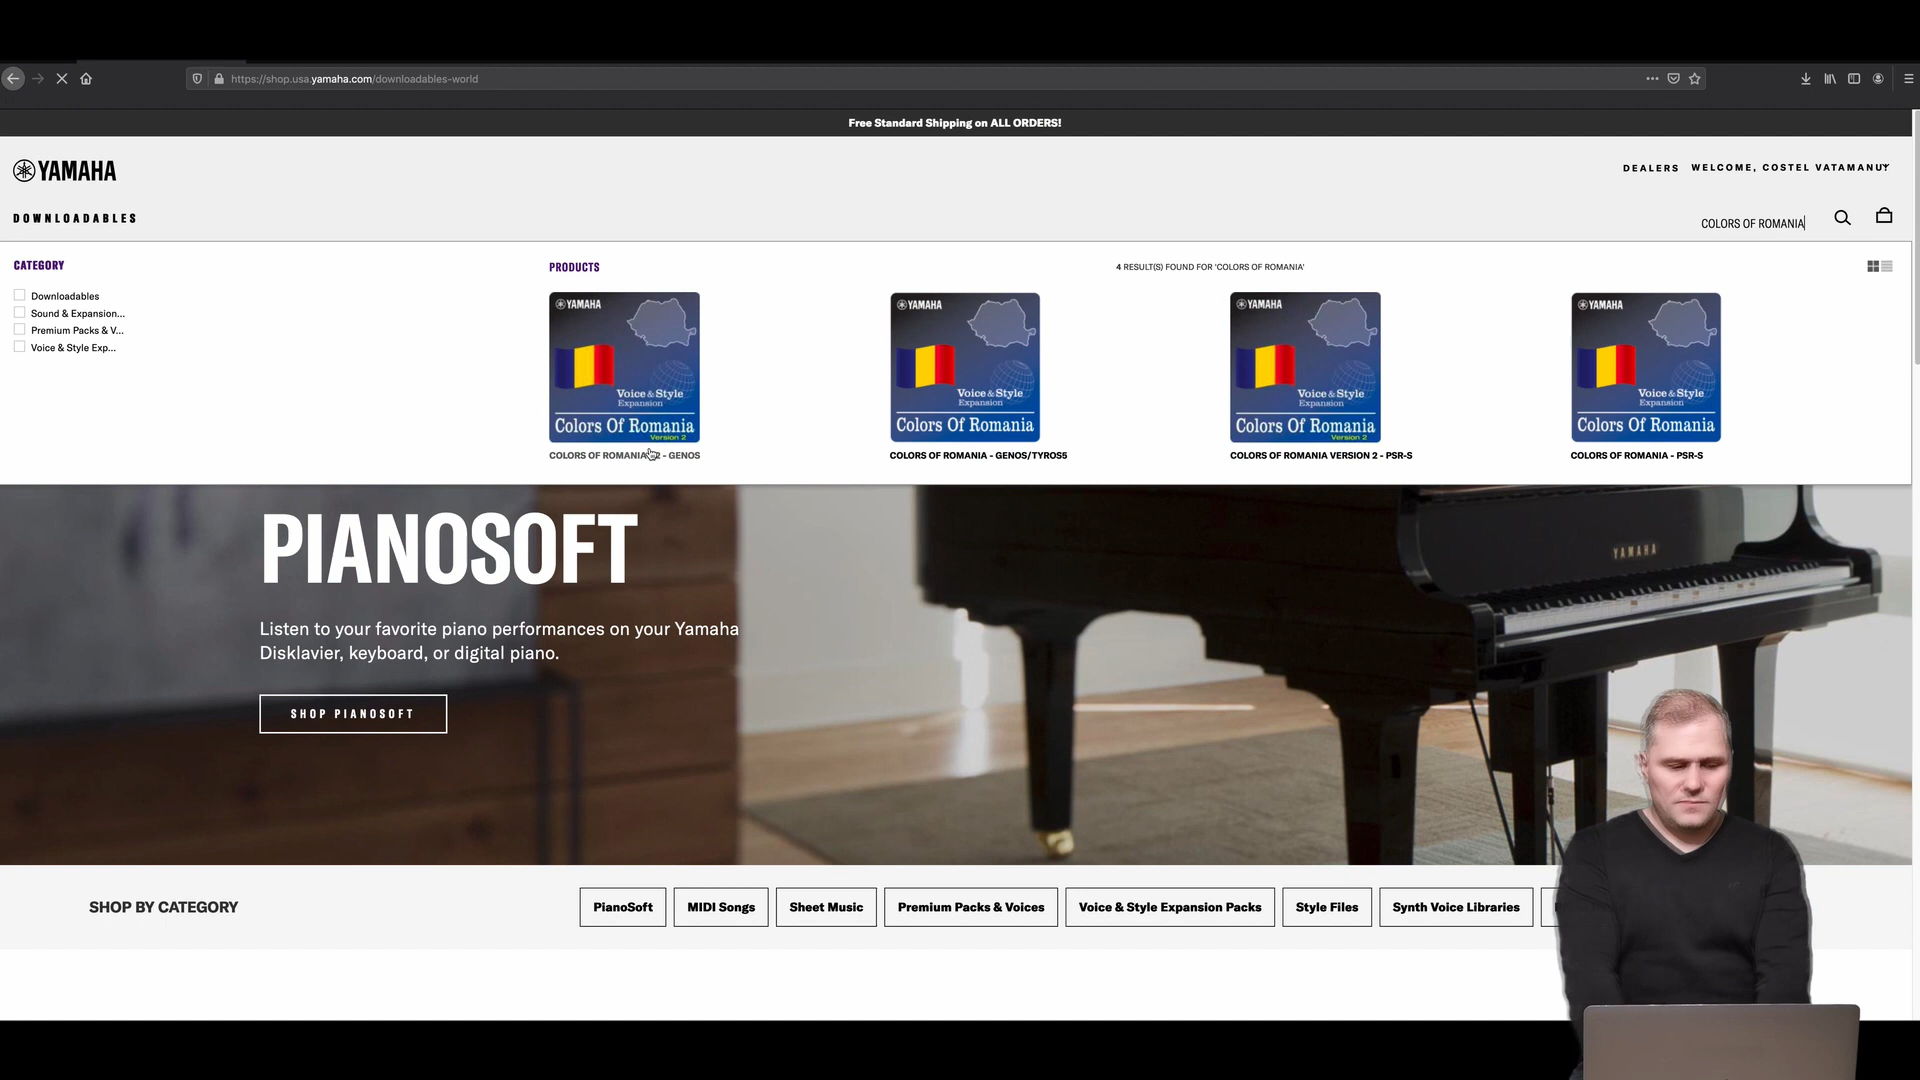 https://shop.usa.yamaha.com/downloadables-world
Free Standard Shipping on ALL ORDERS!
YAMAHA
DEALERS WELCOME, COSTEL VATAMANU
DOWNLOADABLES
COLORS OF ROMANIA
CATEGORY
Downloadables
Sound & Expansion...
Premium Packs & V...
Voice & Style Exp...
PRODUCTS
4 RESULT(S) FOUND FOR 'COLORS OF ROMANIA'
YAMAHA
Voice & Style
Expansion
Colors Of Romania
Version 2
COLORS OF ROMANIA 2 - GENOS
YAMAHA
Voice & Style
Expansion
Colors Of Romania
COLORS OF ROMANIA - GENOS/TYROS5
YAMAHA
Voice & Style
Expansion
Colors Of Romania
Version 2
COLORS OF ROMANIA VERSION 2 - PSR-S
YAMAHA
Voice & Style
Expansion
Colors Of Romania
COLORS OF ROMANIA - PSR-S
PIANOSOFT
Listen to your favorite piano performances on your Yamaha
Disklavier, keyboard, or digital piano.
SHOP PIANOSOFT
YAMAHA
SHOP BY CATEGORY
PianoSoft
MIDI Songs
Sheet Music
Premium Packs & Voices
Voice & Style Expansion Packs
Style Files
Synth Voice Libraries